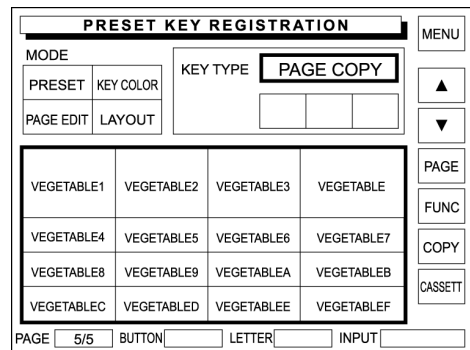 PRESET KEY REGISTRATION
MENU
MODE
PRESET KEY COLOR
PAGE EDIT LAYOUT
KEY TYPE PAGE COPY
▲
▼
PAGE
FUNC
COPY
CASSETT
VEGETABLE1 VEGETABLE2 VEGETABLE3 VEGETABLE
VEGETABLE4 VEGETABLE5 VEGETABLE6 VEGETABLE7
VEGETABLE8 VEGETABLE9 VEGETABLEA VEGETABLEB
VEGETABLEC VEGETABLED VEGETABLEE VEGETABLEF
PAGE 5/5 BUTTON LETTER INPUT